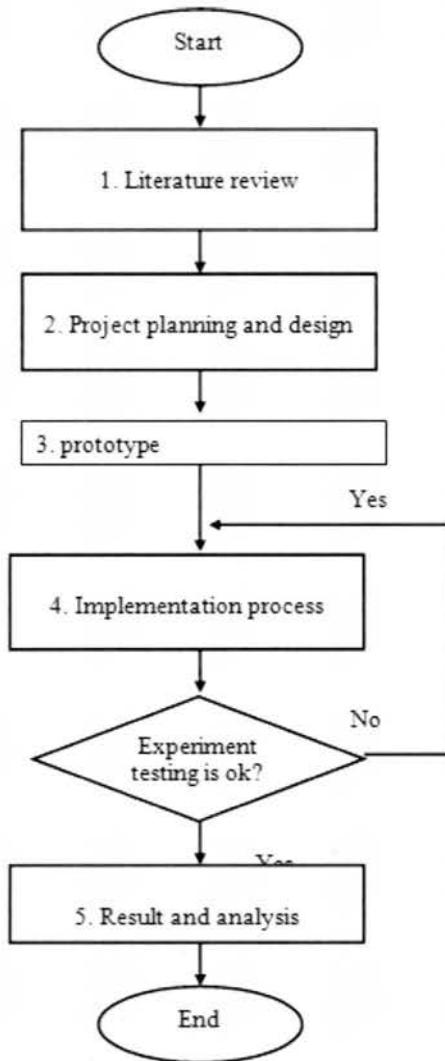 Start
1. Literature review
2. Project planning and design
3. prototype
Yes
4. Implementation process
No
Experiment
testing is ok?
Yes
5. Result and analysis
End